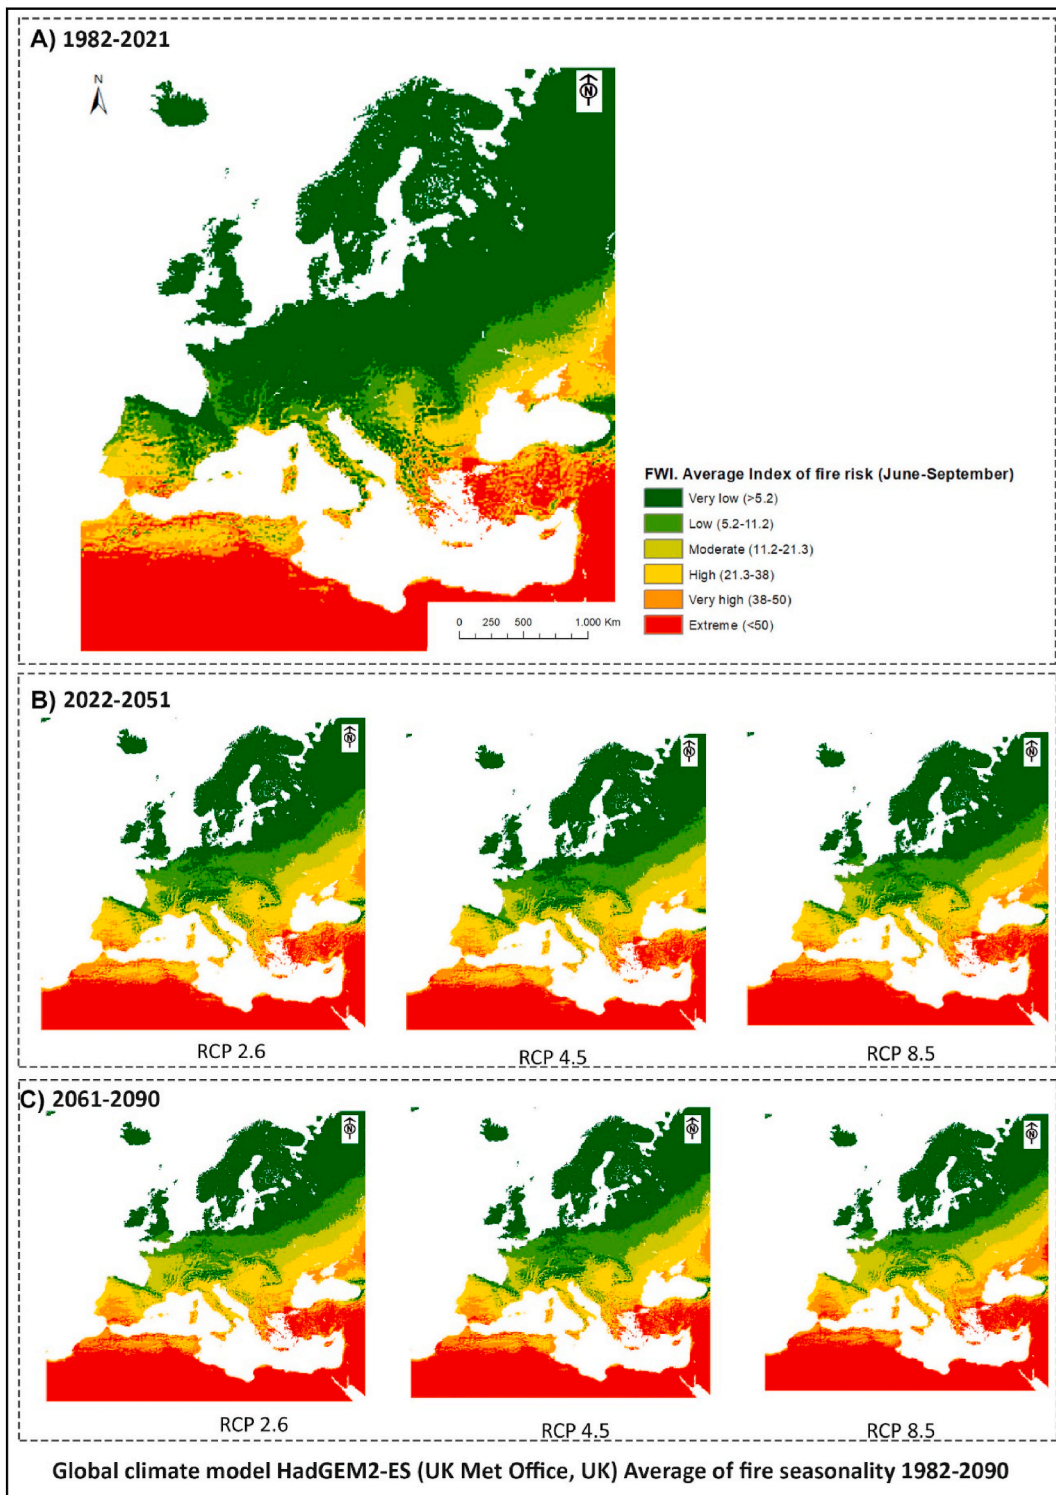 A) 1982-2021
N
N
FWI. Average Index of fire risk (June-September)
Very low (>5.2)
Low (5.2-11.2)
Moderate (11.2-21.3)
High (21.3-38)
Very high (38-50)
Extreme (<50)
0 250 500 1.000 Km
B) 2022-2051
N
N
N
RCP 2.6
RCP 4.5
RCP 8.5
C) 2061-2090
N
N
N
RCP 2.6
RCP 4.5
RCP 8.5
Global climate model HadGEM2-ES (UK Met Office, UK) Average of fire seasonality 1982-2090